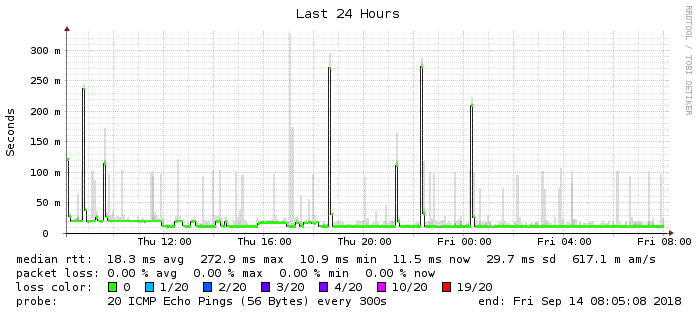 Last 24 Hours
RRDTOOL / TOBI OETIKER
Seconds
300 m
250 m
200 m
150 m
100 m
50 m
0
Thu 12:00 Thu 16:00 Thu 20:00 Fri 00:00 Fri 04:00 Fri 08:00
median rtt: 18.3 ms avg 272.9 ms max 10.9 ms min 11.5 ms now 29.7 ms sd 617.1 m am/s
packet loss: 0.00 % avg 0.00 % max 0.00 % min 0.00 % now
loss color: 0 1/20 2/20 3/20 4/20 10/20 19/20
probe: 20 ICMP Echo Pings (56 Bytes) every 300s end: Fri Sep 14 08:05:08 2018